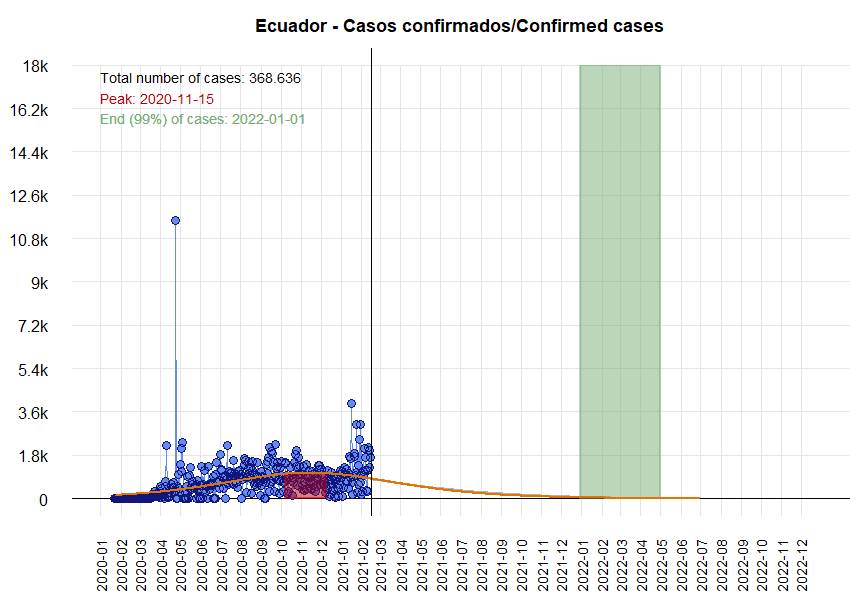 Ecuador - Casos confirmados/Confirmed cases
18k
Total number of cases: 368.636
Peak: 2020-11-15
16.2k
End (99%) of cases: 2022-01-01
14.4k
12.6k
10.8k
9k
7.2k
5.4k
3.6k
1.8k
0
2020-01
2020-02
2020-03
2020-04
2020-05
2020-06
2020-07
2020-08
2020-09
2020-10
2020-11
2020-12
2021-01
2021-02
2021-03
2021-04
2021-05
2021-06
2021-07
2021-08
2021-09
2021-10
2021-11
2021-12
2022-01
2022-02
2022-03
2022-04
2022-05
2022-06
2022-07
2022-08
2022-09
2022-10
2022-11
2022-12